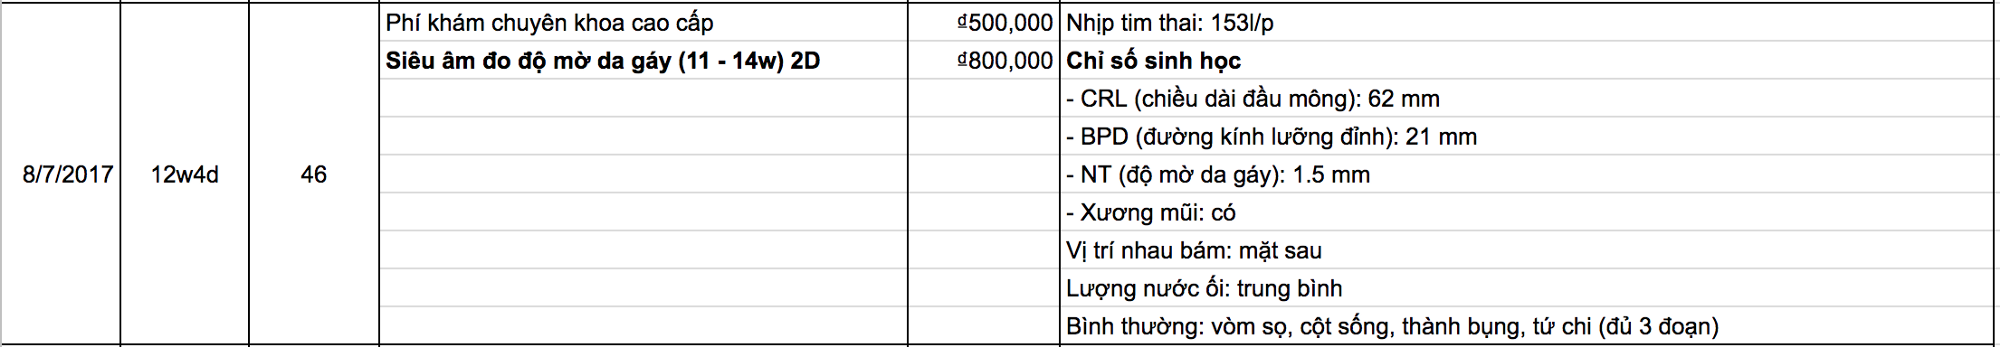 Phí khám chuyên khoa cao cấp ₫500,000 Nhịp tim thai: 153l/p
Siêu âm đo độ mờ da gáy (11 - 14w) 2D ₫800,000 Chỉ số sinh học
- CRL (chiều dài đầu mông): 62 mm
- BPD (đường kính lưỡng đỉnh): 21 mm
8/7/2017 12w4d 46 - NT (độ mờ da gáy): 1.5 mm
- Xương mũi: có
Vị trí nhau bám: mặt sau
Lượng nước ối: trung bình
Bình thường: vòm sọ, cột sống, thành bụng, tứ chi (đủ 3 đoạn)